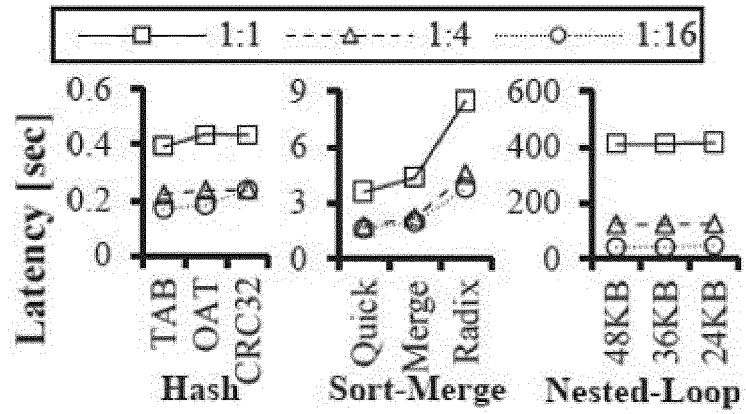 1:1 1:4 1:16
Latency [sec]
0.6
0.4
0.2
0
TAB
OAT
CRC32
Hash
9
6
3
0
Quick
Merge
Radix
Sort-Merge
600
400
200
0
48KB
36KB
24KB
Nested-Loop